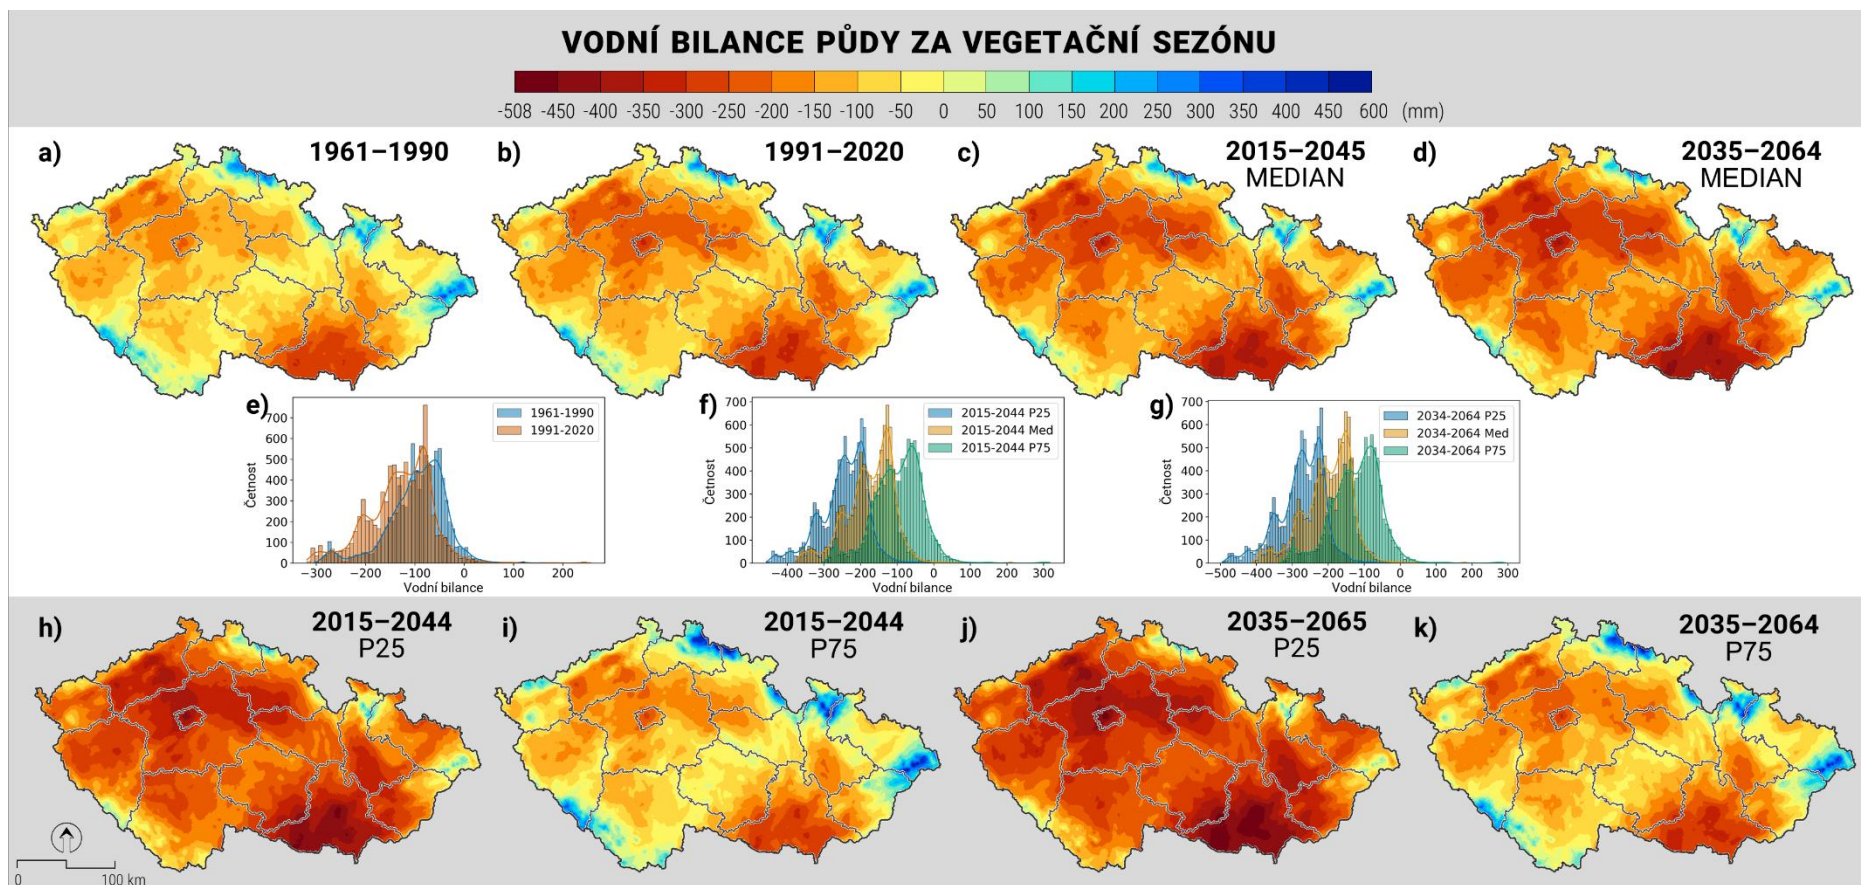 VODNÍ BILANCE PŮDY ZA VEGETAČNÍ SEZÓNU
-508 -450 -400 -350 -300 -250 -200 -150 -100 -50 0 50 100 150 200 250 300 350 400 450 600 (mm)
a) 1961–1990
b) 1991–2020
c) 2015–2045
MEDIAN
d) 2035–2064
MEDIAN
e)
700
600
500
400
300
200
100
0
Četnost
1961-1990
1991-2020
−300 −200 −100 0 100 200
Vodní bilance
f)
700
600
500
400
300
200
100
0
Četnost
2015-2044 P25
2015-2044 Med
2015-2044 P75
−400 −300 −200 −100 0 100 200 300
Vodní bilance
g)
700
600
500
400
300
200
100
0
Četnost
2034-2064 P25
2034-2064 Med
2034-2064 P75
−500 −400 −300 −200 −100 0 100 200 300
Vodní bilance
h) 2015–2044
P25
i) 2015–2044
P75
j) 2035–2065
P25
k) 2035–2064
P75
0 100 km